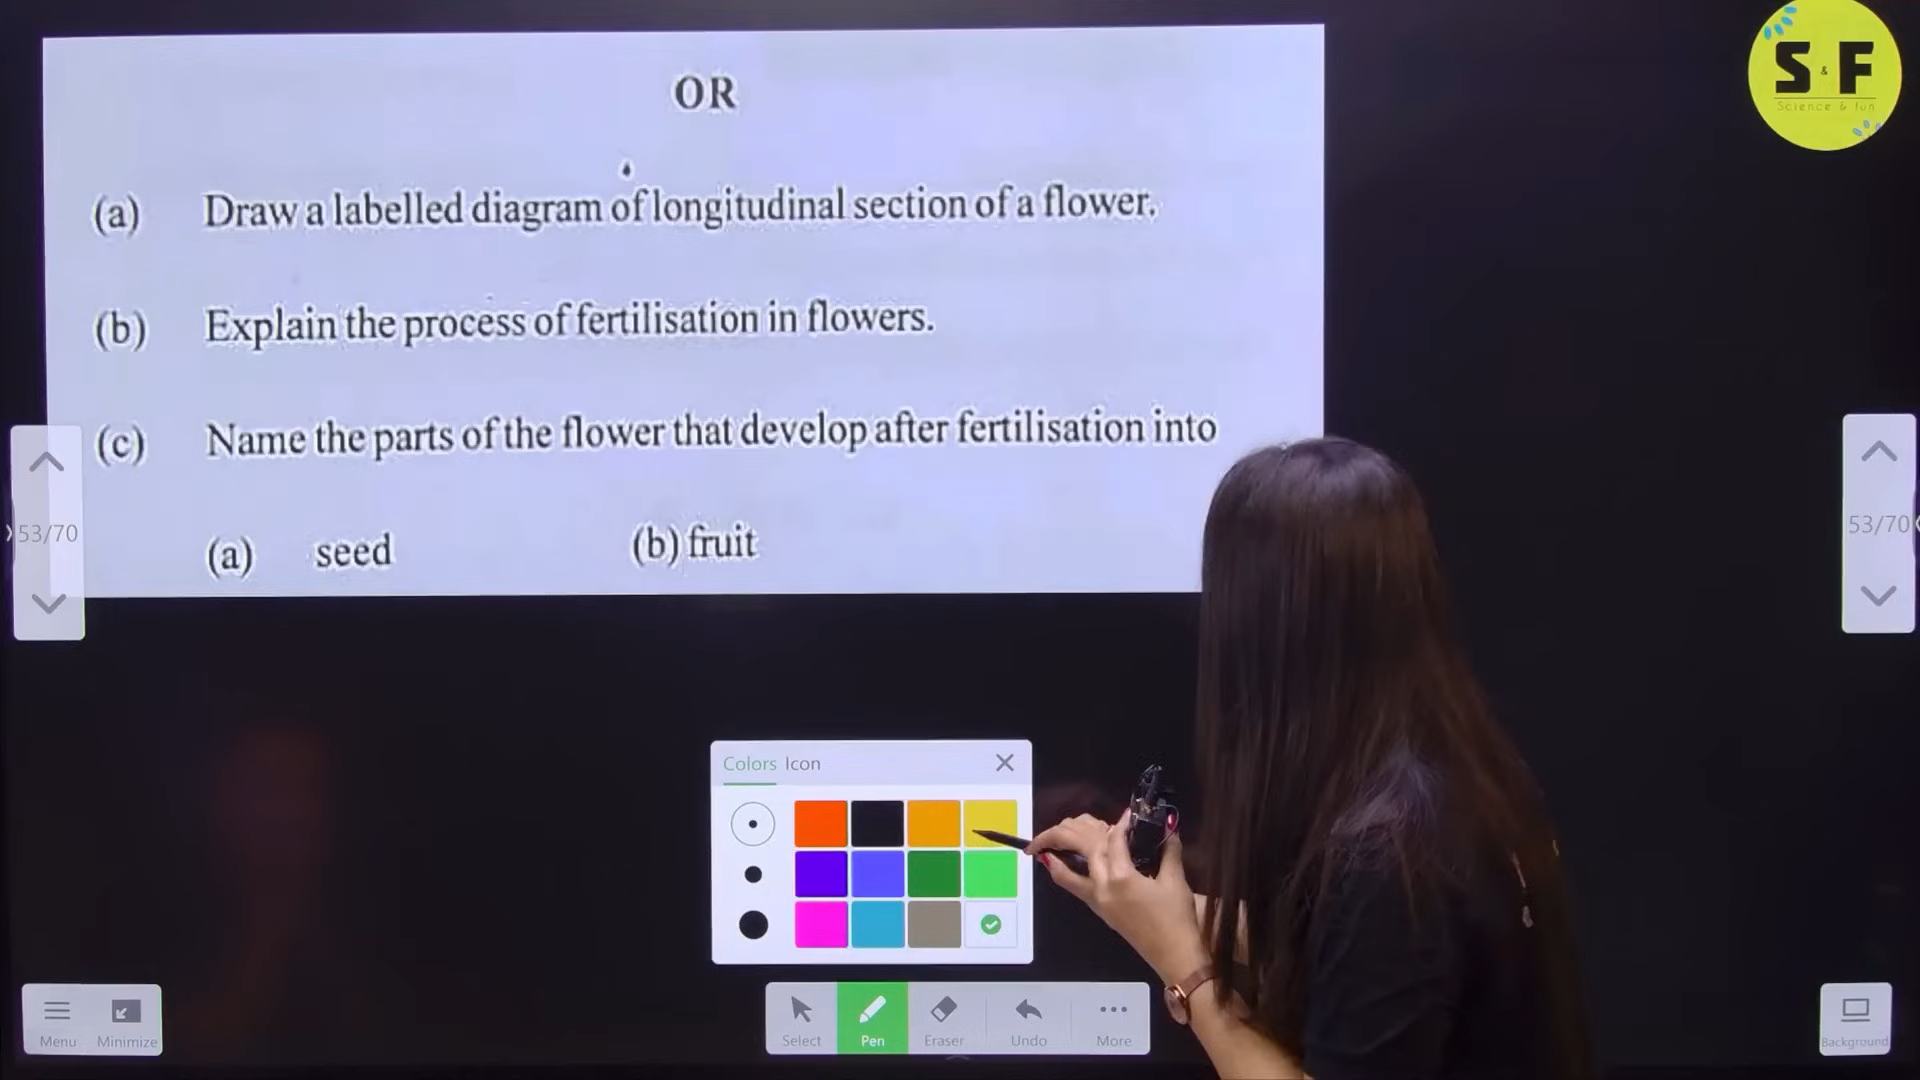 OR
(a) Draw a labelled diagram of longitudinal section of a flower.
(b) Explain the process of fertilisation in flowers.
(c) Name the parts of the flower that develop after fertilisation into
(a) seed (b) fruit
S & F
Science & fun
53/70
53/70
Colors Icon
Menu Minimize
Select Pen Eraser Undo More
Background